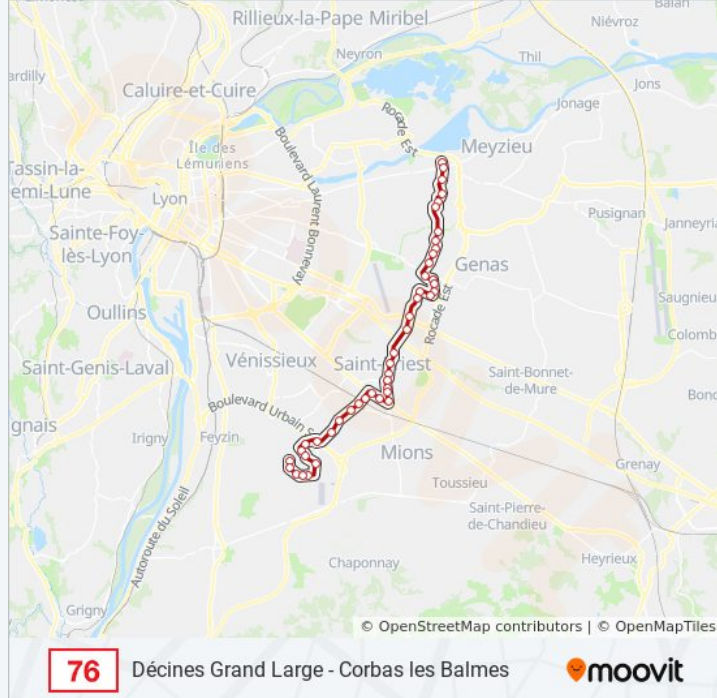 Balan
Rillieux-la-Pape Miribel
Niévroz
Neyron
Thil
ardilly
Caluire-et-Cuire
Jons
Rocade Est
Jonage
Boulevard Laurent Bonnevay
Île des
Lémuriens
Meyzieu
Tassin-la-
emi-Lune
Lyon
Pusignan
Janneyria
Sainte-Foy-
lès-Lyon
Genas
Saugnieu
Oullins
Rocade Est
Colomb
Vénissieux
Saint-Priest
Saint-Genis-Laval
Saint-Bonnet-
de-Mure
Bonc
Boulevard Urbain S
gnais
Irigny
Feyzin
Mions
Grenay
Toussieu
Autoroute du Soleil
Saint-Pierre-
de-Chandieu
Heyrieux
Chaponnay
Grigny
© OpenStreetMap contributors | © OpenMapTiles
76
Décines Grand Large - Corbas les Balmes
moovit